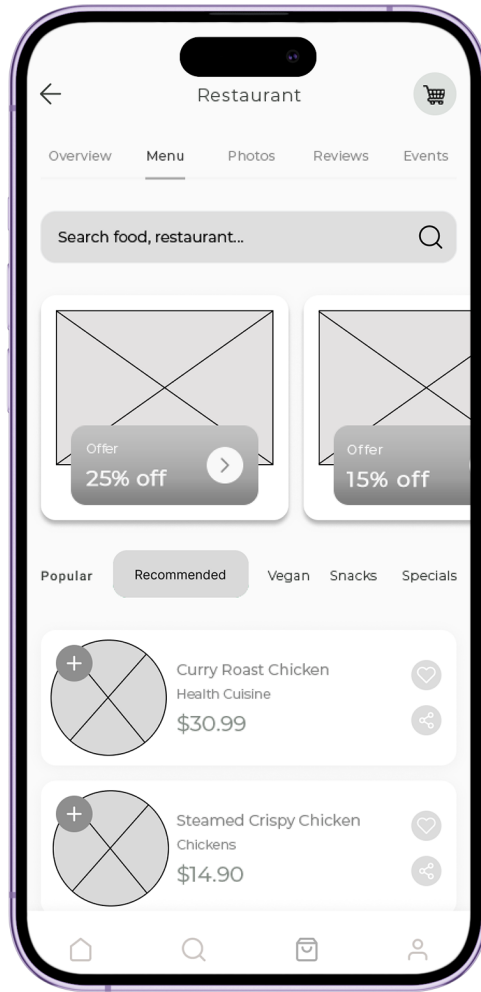 Restaurant
Overview Menu Photos Reviews Events
Search food, restaurant...
Offer
25% off
Offer
15% off
Popular Recommended Vegan Snacks Specials
Curry Roast Chicken
Health Cuisine
$30.99
Steamed Crispy Chicken
Chickens
$14.90